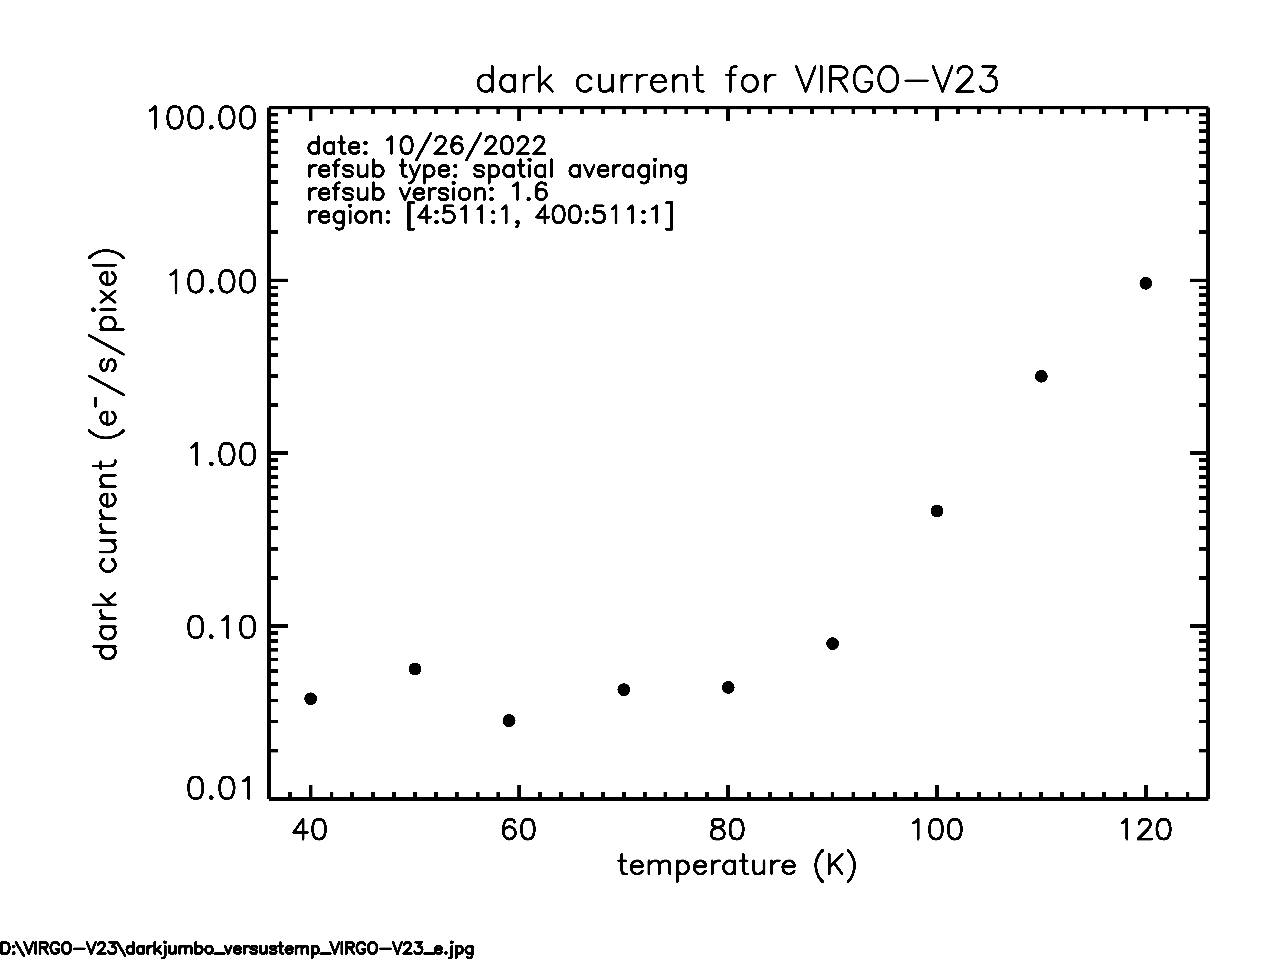 dark current for VIRGO-V23
100.00
date: 10/26/2022
refsub type: spatial averaging
refsub version: 1.6
region: [4:511:1, 400:511:1]
10.00
1.00
0.10
0.01
dark current (e⁻/s/pixel)
40 60 80 100 120
temperature (K)
D:\VIRGO-V23\darkjumbo_versustemp_VIRGO-V23_e.jpg